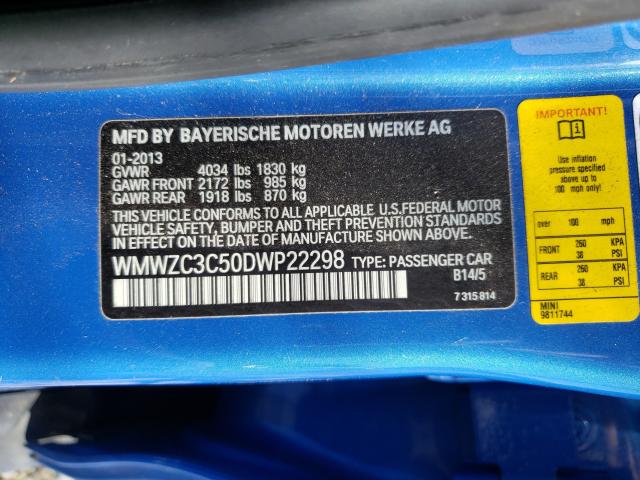 MFD BY BAYERISCHE MOTOREN WERKE AG
01-2013
GVWR 4034 lbs 1830 kg
GAWR FRONT 2172 lbs 985 kg
GAWR REAR 1918 lbs 870 kg
THIS VEHICLE CONFORMS TO ALL APPLICABLE U.S.FEDERAL MOTOR
VEHICLE SAFETY, BUMPER AND THEFT PREVENTION STANDARDS
IN EFFECT ON THE DATE OF MANUFACTURE SHOWN ABOVE.
WMWZC3C50DWP22298 TYPE: PASSENGER CAR
B14/5
7 315 814
IMPORTANT!
Use inflation
pressure specified
above up to
100 mph only!
over 100 mph
FRONT 260 KPA
38 PSI
REAR 260 KPA
38 PSI
MINI
9811744